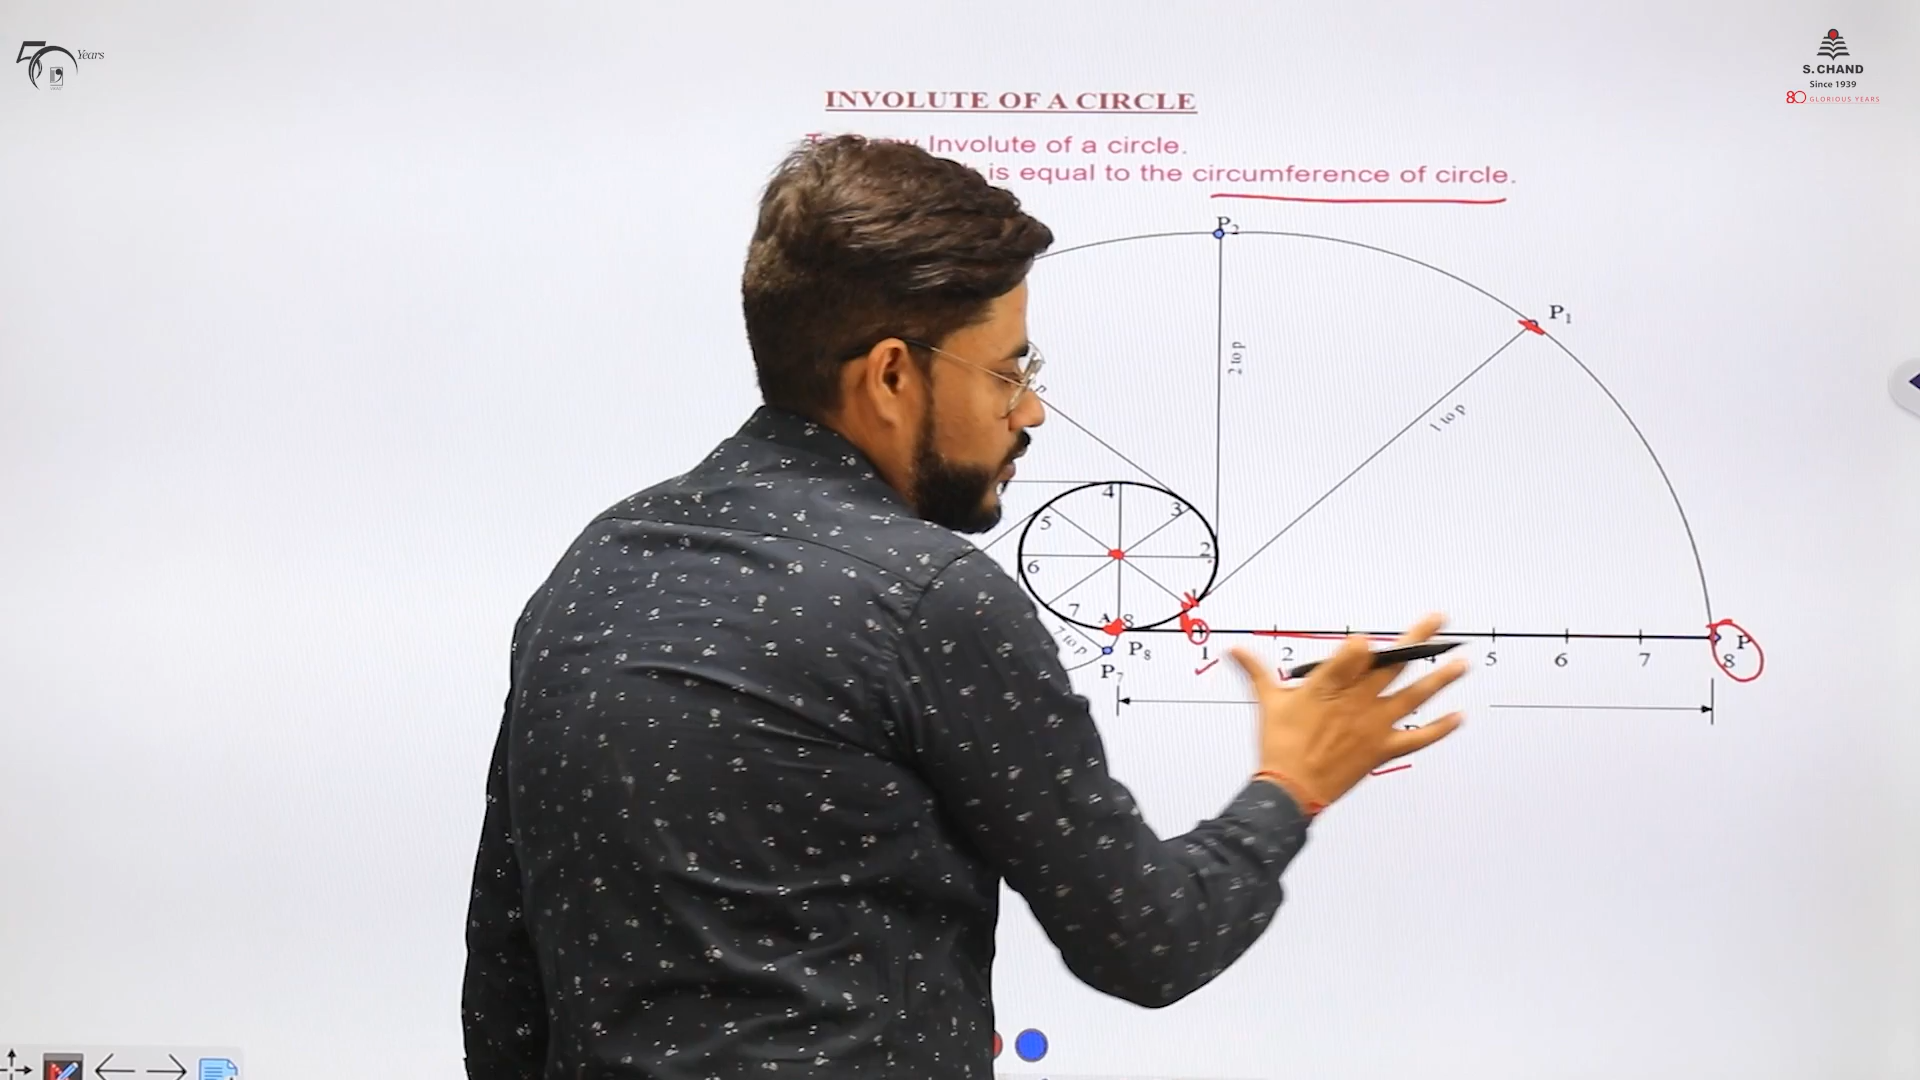 50 Years
S. CHAND
Since 1939
80 GLORIOUS YEARS
INVOLUTE OF A CIRCLE
Involute of a circle.
is equal to the circumference of circle.
P2
P1
2 to p
p
1 to p
4
3
5
2
6
1
7
A 8
P
7 to p
P8
1 2 4 5 6 7 8
P7